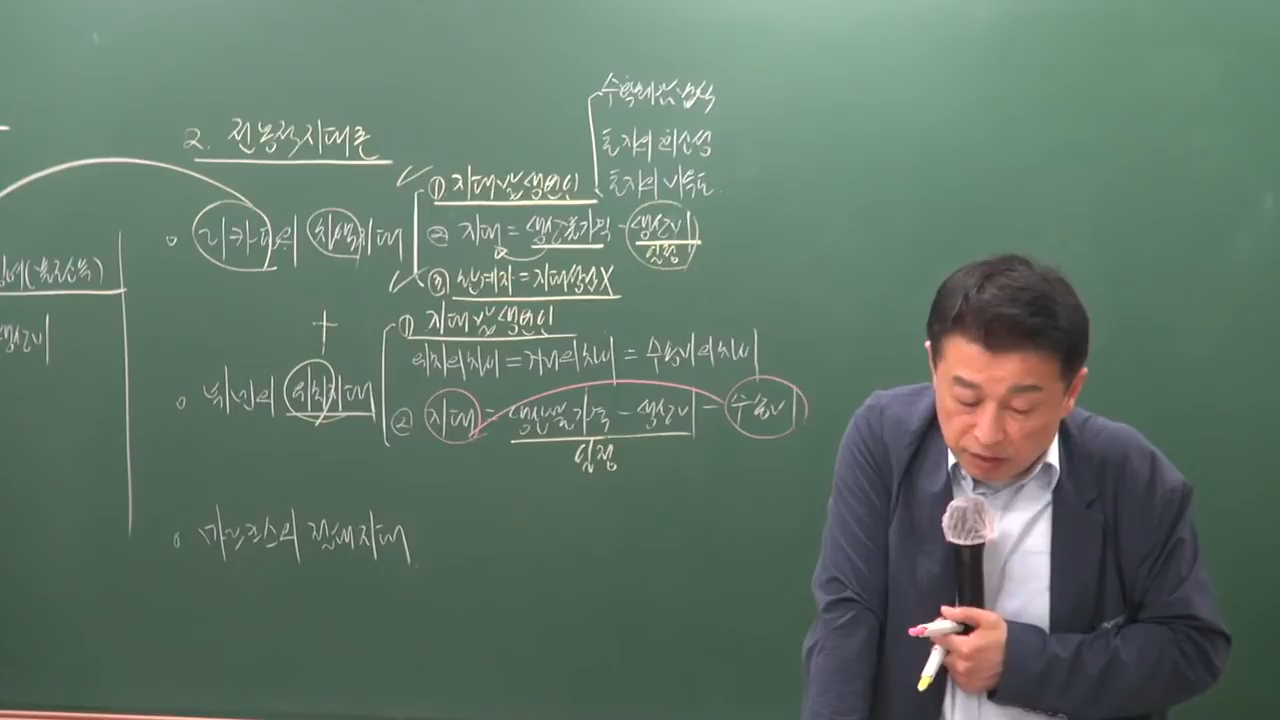 2. 전통적지대론
수확체감법칙
토지의 희소성
토지의 비옥도
① 지대발생원인
리카도의 차액지대
② 지대 = 생산물가격 - 생산비
실정
③ 한계지 = 지대발생X
생산비
+
① 지대발생원인
위치의차이 = 거리의차이 = 수송비의차이
튀넨의 위치지대
② 지대 = 생산물가격 - 생산비 - 수송비
실정
마르크스의 절대지대